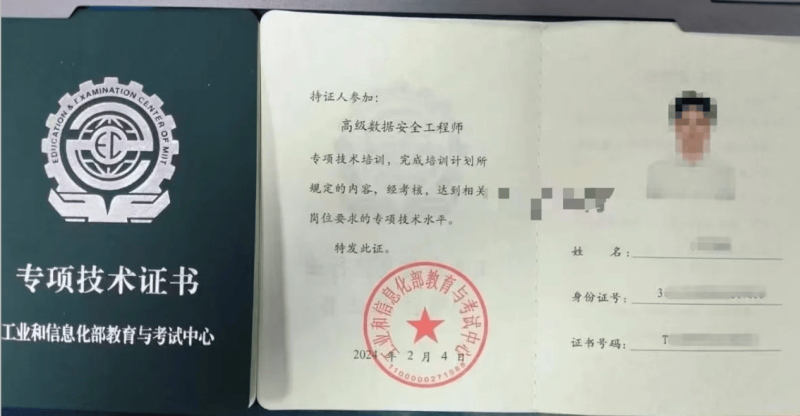 EDUCATION & EXAMINATION CENTER OF MIIT
EC
专项技术证书
工业和信息化部教育与考试中心
持证人参加：
高级数据安全工程师
专项技术培训，完成培训计划所
规定的内容，经考核，达到相关
岗位要求的专项技术水平。
特发此证。
工业和信息化部教育与考试中心
2024 年 2 月 4 日
姓 名：
身份证号： 3
证书号码： T